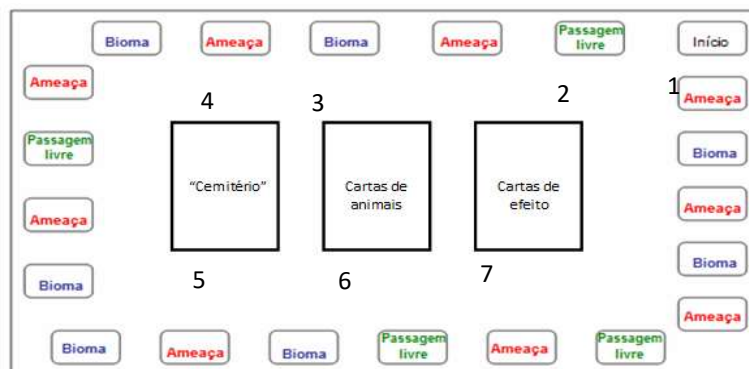 Bioma
Ameaça
Bioma
Ameaça
Passagem
livre
Início
Ameaça
1
Ameaça
4
3
2
Passagem
livre
Bioma
“Cemitério”
Cartas de
animais
Cartas de
efeito
Ameaça
Ameaça
Bioma
Bioma
5
6
7
Ameaça
Bioma
Ameaça
Bioma
Passagem
livre
Ameaça
Passagem
livre